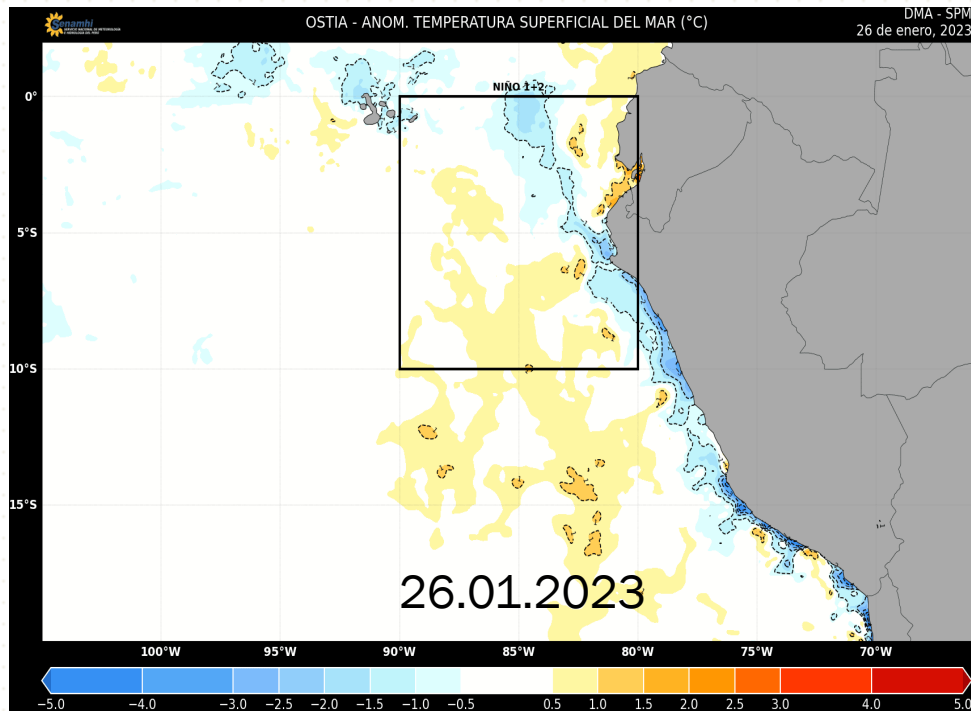 Senamhi
OSTIA - ANOM. TEMPERATURA SUPERFICIAL DEL MAR (°C)
DMA - SPM
26 de enero, 2023
NIÑO 1+2
0°
5°S
10°S
15°S
26.01.2023
100°W 95°W 90°W 85°W 80°W 75°W 70°W
−5.0 −4.0 −3.0 −2.5 −2.0 −1.5 −1.0 −0.5 0.5 1.0 1.5 2.0 2.5 3.0 4.0 5.0